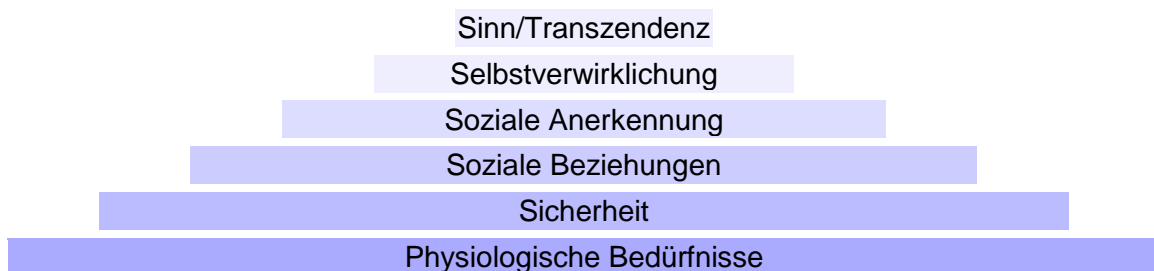 Sinn/Transzendenz
Selbstverwirklichung
Soziale Anerkennung
Soziale Beziehungen
Sicherheit
Physiologische Bedürfnisse